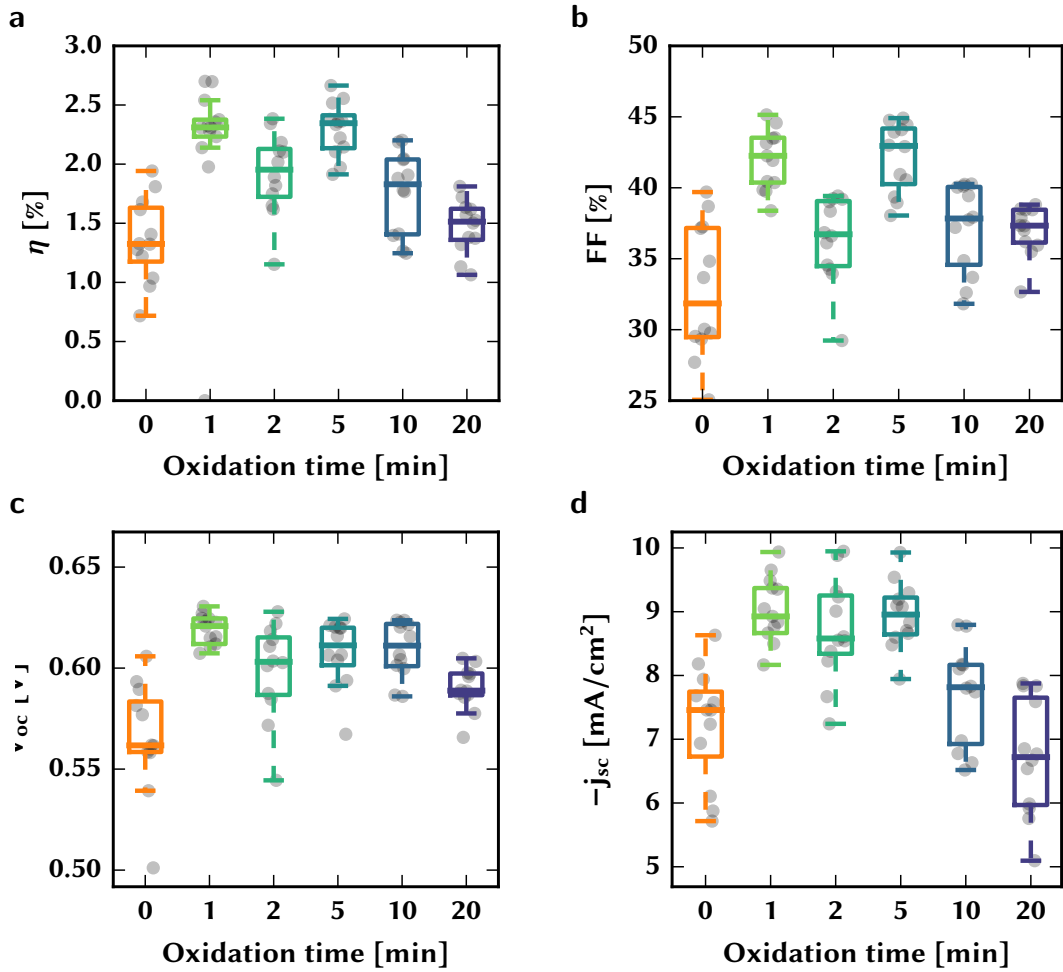 a
3.0
2.5
2.0
1.5
1.0
0.5
0.0
η [%]
0 1 2 5 10 20
Oxidation time [min]
b
50
45
40
35
30
25
FF [%]
0 1 2 5 10 20
Oxidation time [min]
c
0.65
0.60
0.55
0.50
0 1 2 5 10 20
Oxidation time [min]
d
10
9
8
7
6
5
−jsc [mA/cm²]
0 1 2 5 10 20
Oxidation time [min]